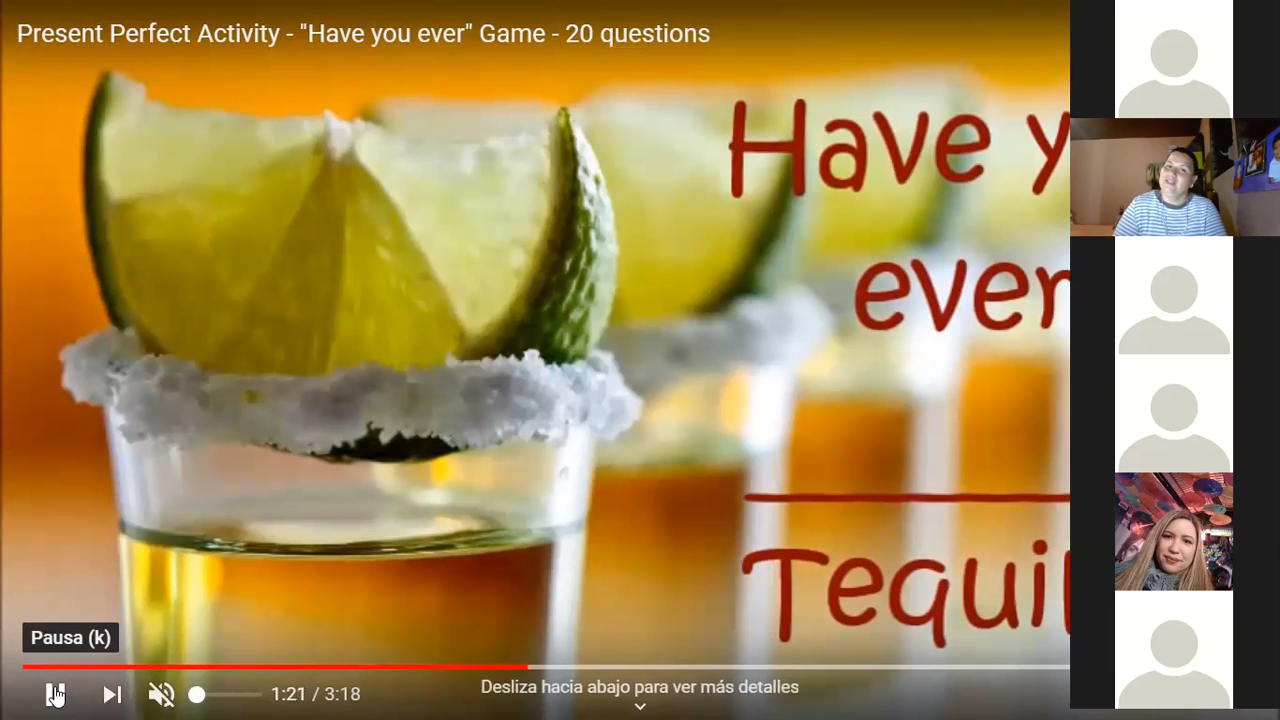 Present Perfect Activity - "Have you ever" Game - 20 questions
Have y
ever
Tequi
Pausa (k)
1:21 / 3:18
Desliza hacia abajo para ver más detalles